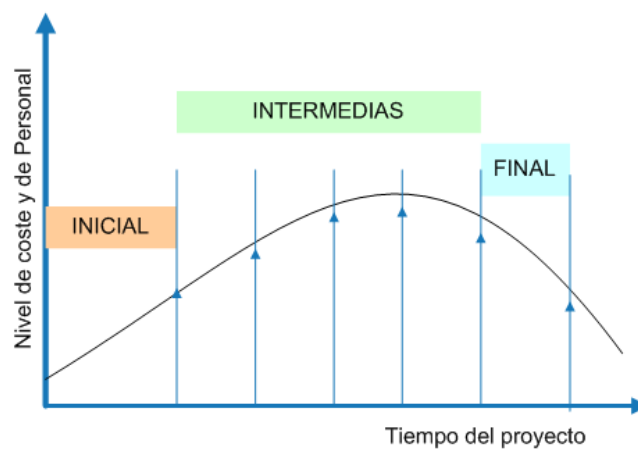 Nivel de coste y de Personal
INTERMEDIAS
FINAL
INICIAL
Tiempo del proyecto